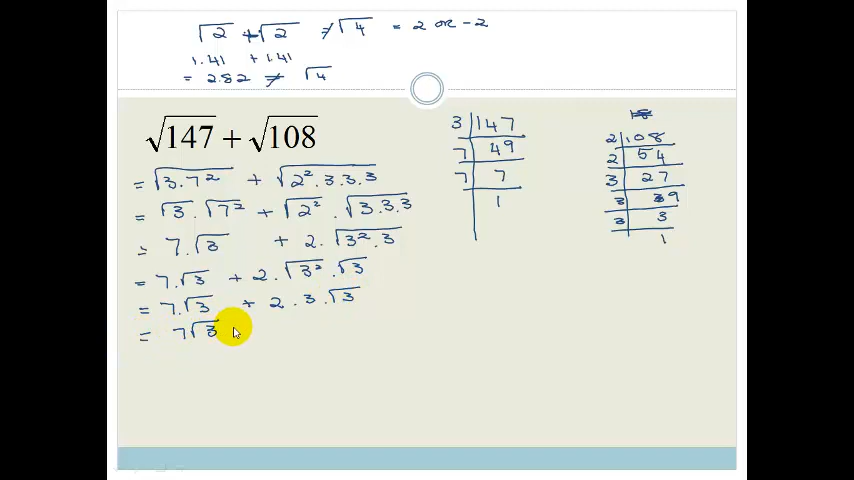 √2 + √2 ≠ √4 = 2 or -2
1.41 + 1.41
= 2.82 ≠ √4
√147 + √108
= √3.7² + √2².3.3.3
= √3 . √7² + √2² . √3.3.3
= 7.√3 + 2.√3².3
= 7.√3 + 2.√3² . √3
= 7.√3 + 2.3.√3
= 7√3
3 | 147
7 | 49
7 | 7
1
2 | 108
2 | 54
3 | 27
3 | 9
3 | 3
1